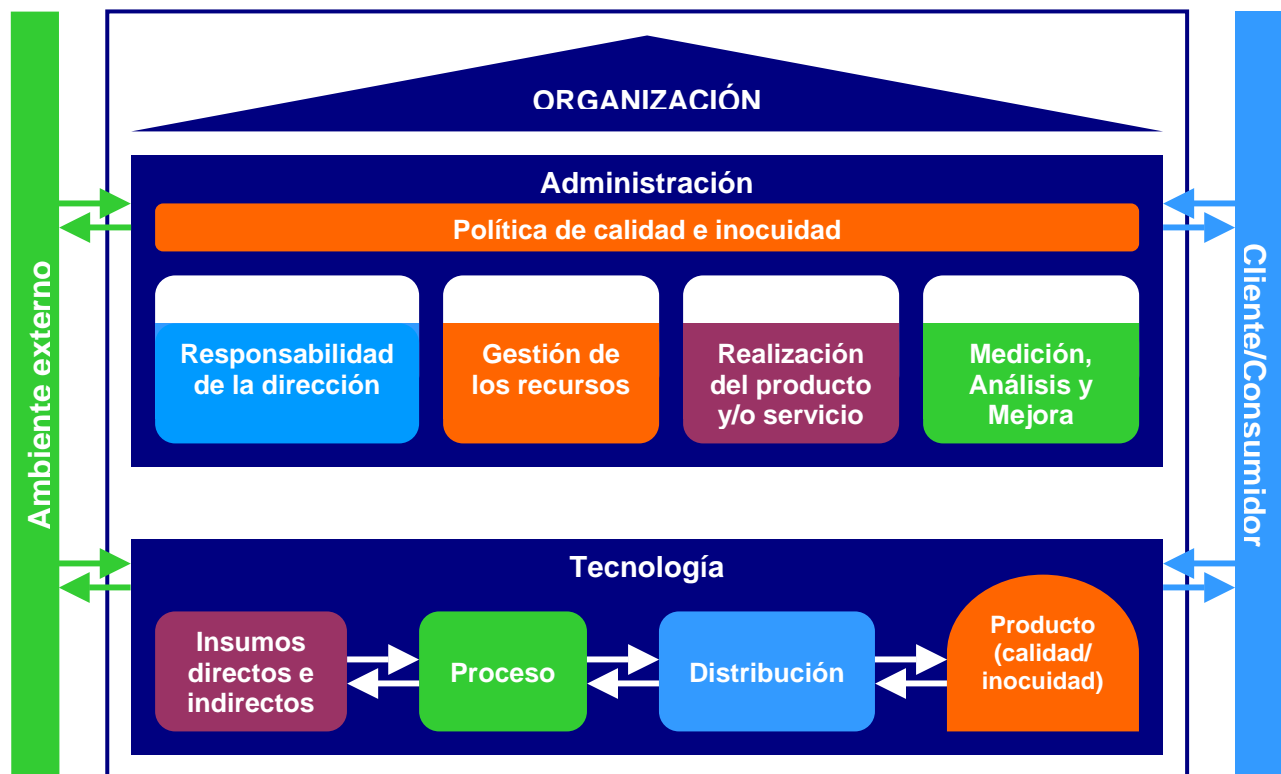 ORGANIZACIÓN
Administración
Política de calidad e inocuidad
Responsabilidad
de la dirección
Gestión de
los recursos
Realización
del producto
y/o servicio
Medición,
Análisis y
Mejora
Ambiente externo
Cliente/Consumidor
Tecnología
Insumos
directos e
indirectos
Proceso
Distribución
Producto
(calidad/
inocuidad)